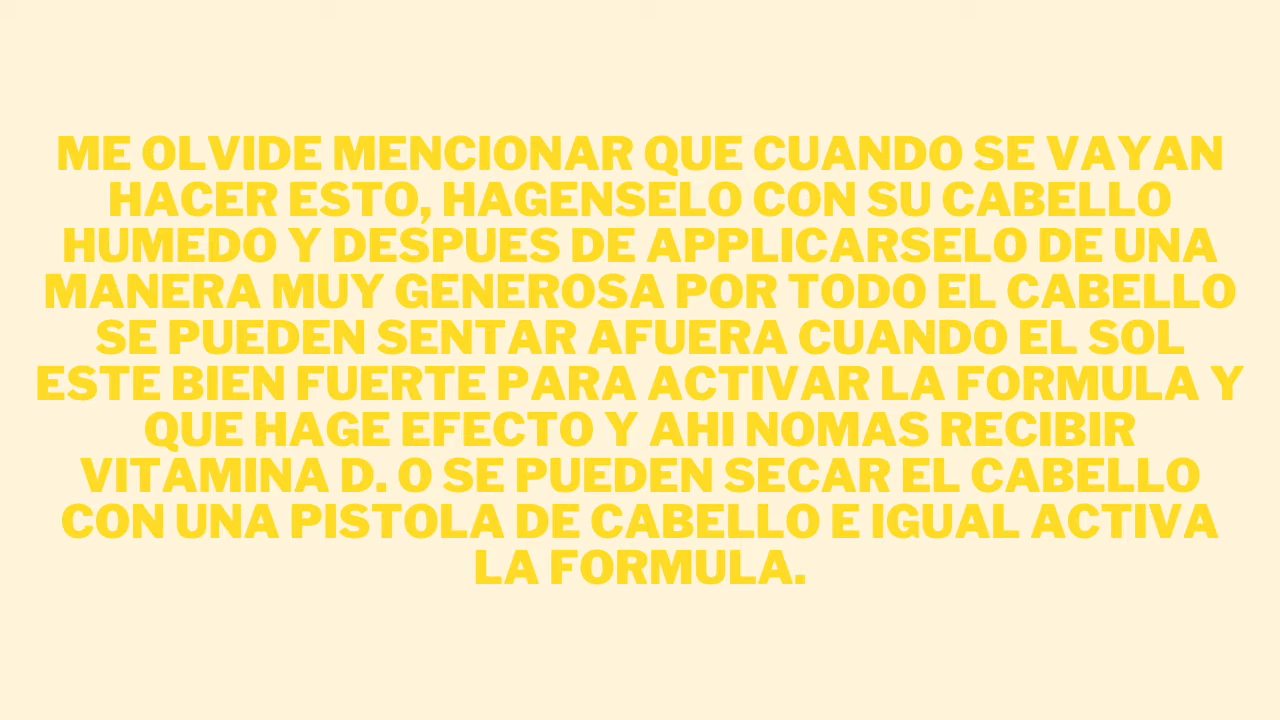 ME OLVIDE MENCIONAR QUE CUANDO SE VAYAN
HACER ESTO, HAGENSELO CON SU CABELLO
HUMEDO Y DESPUES DE APPLICARSELO DE UNA
MANERA MUY GENEROSA POR TODO EL CABELLO
SE PUEDEN SENTAR AFUERA CUANDO EL SOL
ESTE BIEN FUERTE PARA ACTIVAR LA FORMULA Y
QUE HAGE EFECTO Y AHI NOMAS RECIBIR
VITAMINA D. O SE PUEDEN SECAR EL CABELLO
CON UNA PISTOLA DE CABELLO E IGUAL ACTIVA
LA FORMULA.